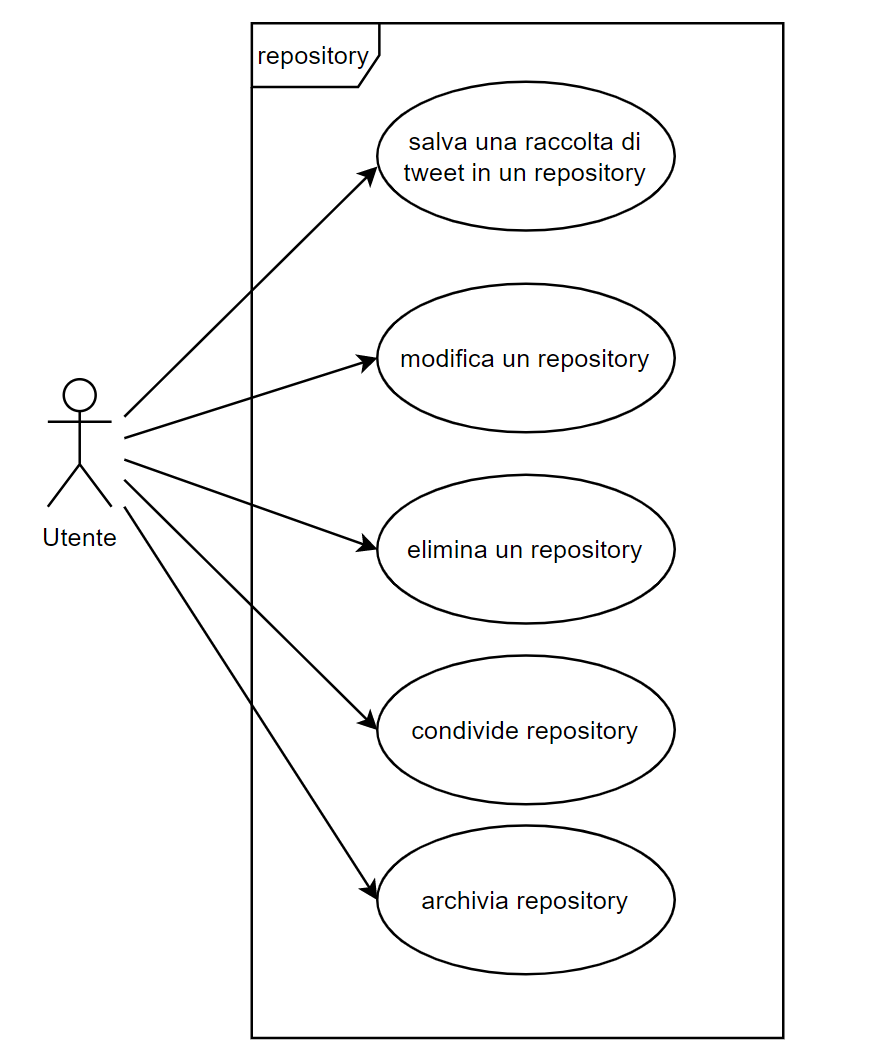 repository
salva una raccolta di
tweet in un repository
modifica un repository
elimina un repository
Utente
condivide repository
archivia repository